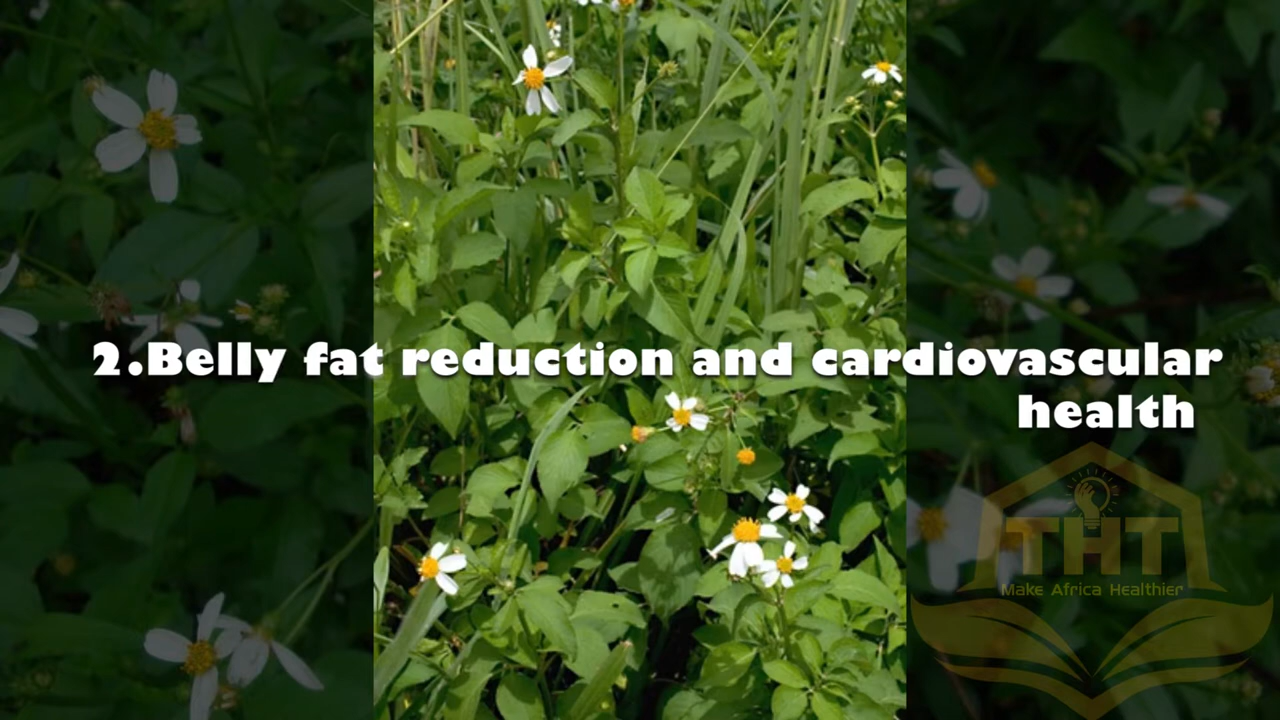 2.Belly fat reduction and cardiovascular
health
THT
Make Africa Healthier